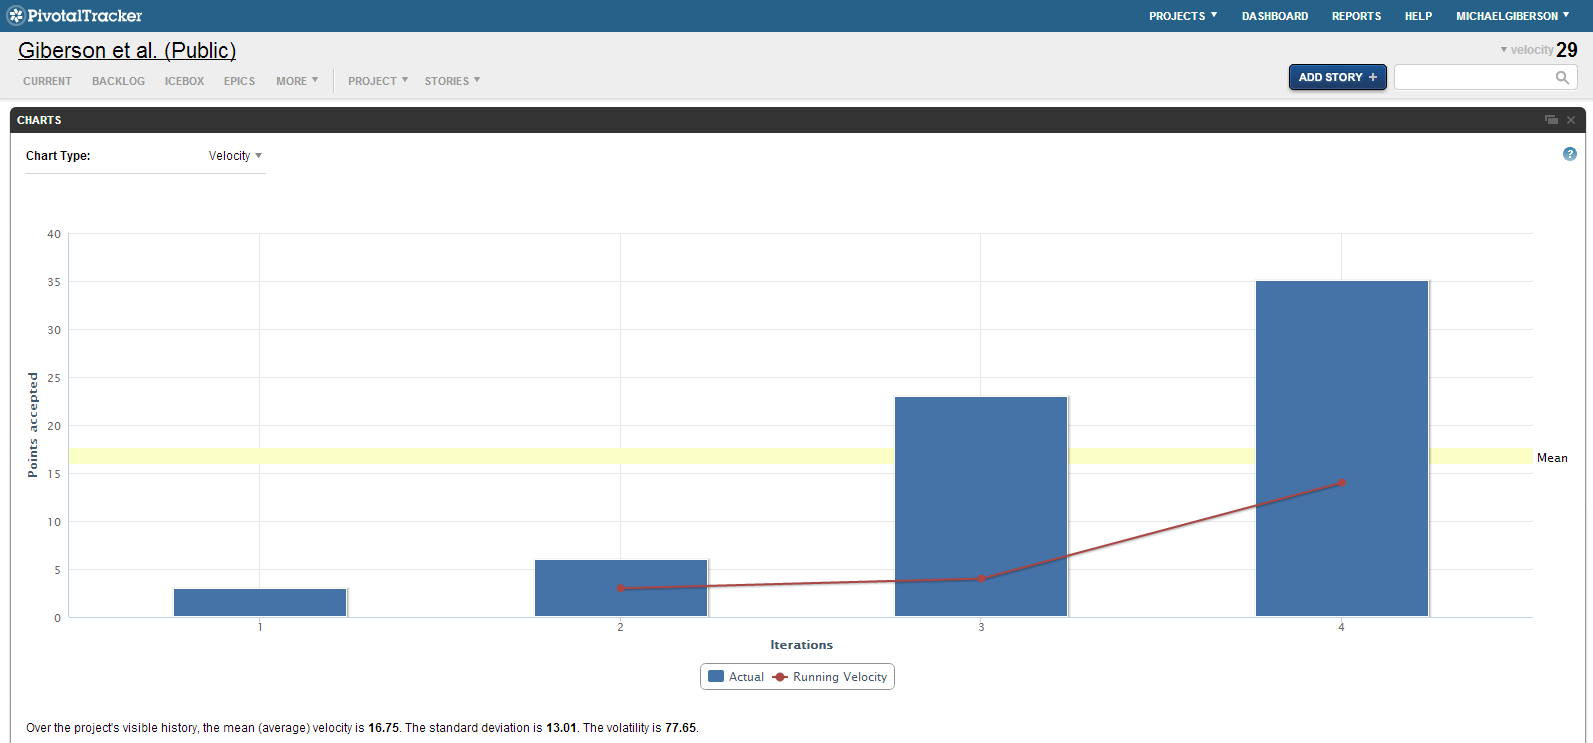 PivotalTracker
PROJECTS DASHBOARD REPORTS HELP MICHAELGIBERSON
Giberson et al. (Public)
velocity 29
CURRENT BACKLOG ICEBOX EPICS MORE PROJECT STORIES
ADD STORY +
CHARTS
Chart Type: Velocity
?
40
35
30
25
20
15
10
5
0
Points accepted
Mean
1 2 3 4
Iterations
Actual Running Velocity
Over the project's visible history, the mean (average) velocity is 16.75. The standard deviation is 13.01. The volatility is 77.65.